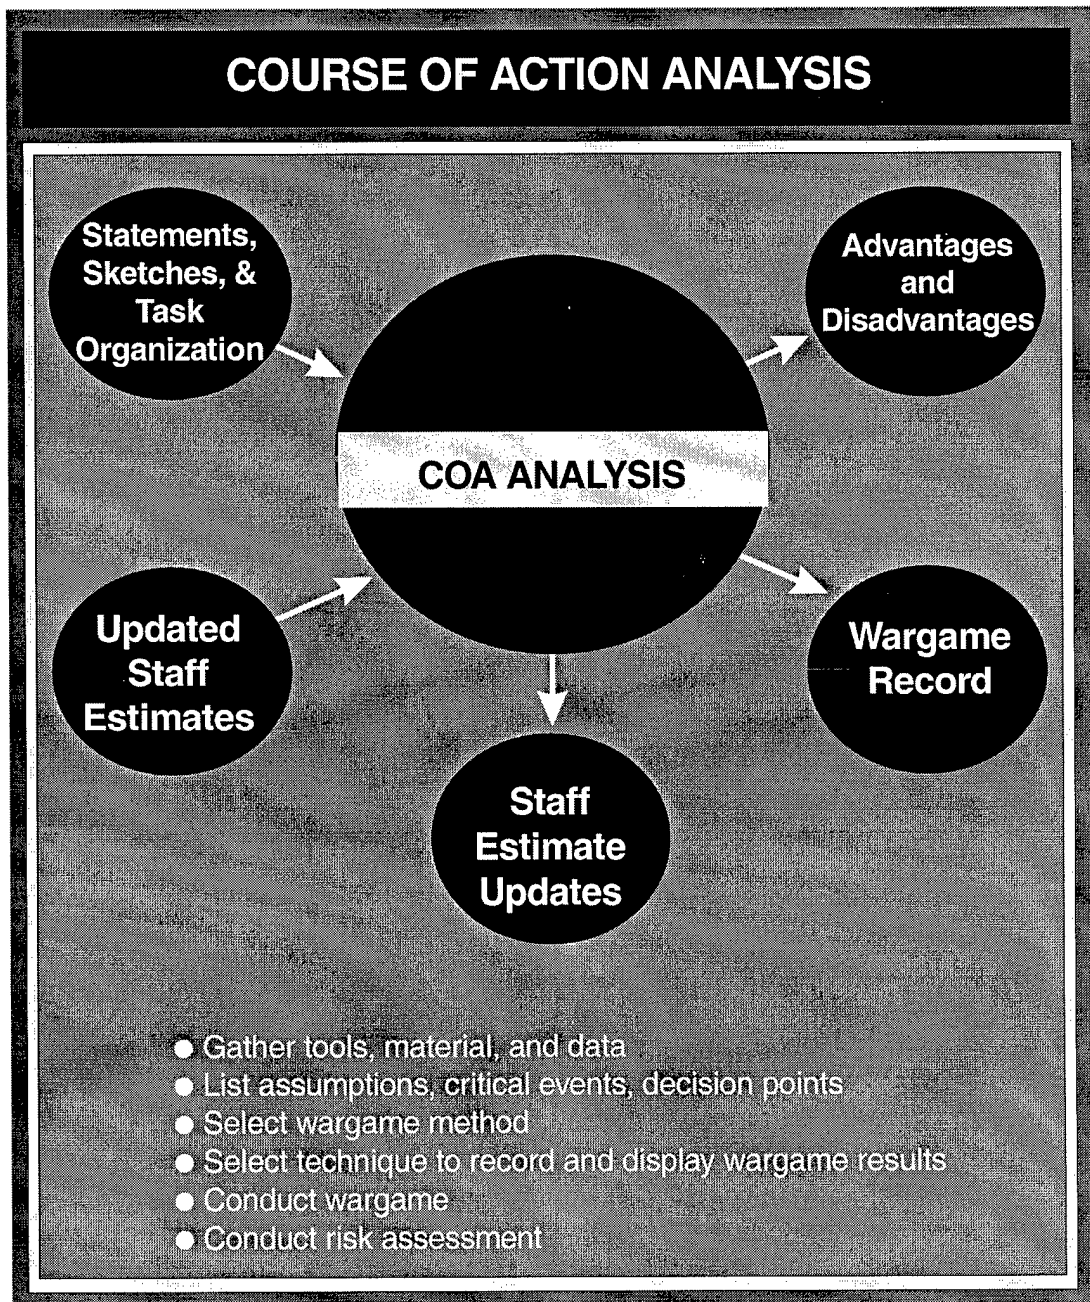 COURSE OF ACTION ANALYSIS
Statements,
Sketches, &
Task
Organization
Advantages
and
Disadvantages
COA ANALYSIS
Updated
Staff
Estimates
Wargame
Record
Staff
Estimate
Updates
● Gather tools, material, and data
● List assumptions, critical events, decision points
● Select wargame method
● Select technique to record and display wargame results
● Conduct wargame
● Conduct risk assessment